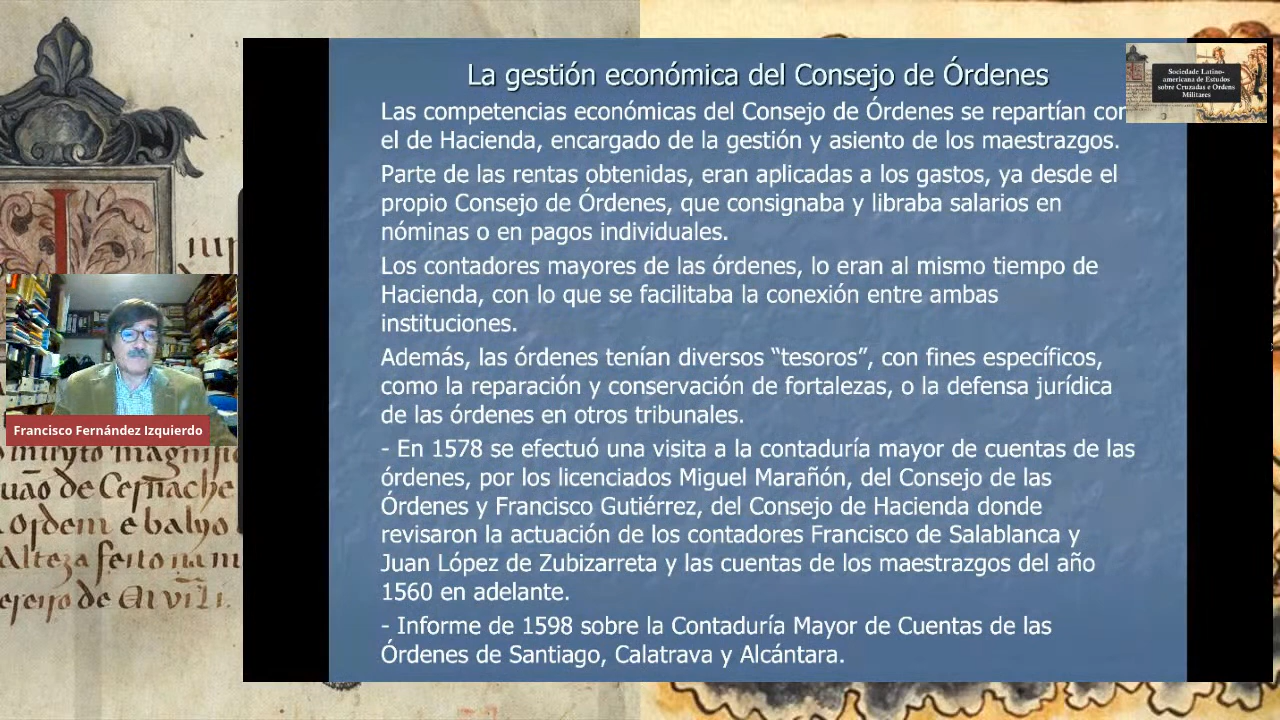 La gestión económica del Consejo de Órdenes
Las competencias económicas del Consejo de Órdenes se repartían con
el de Hacienda, encargado de la gestión y asiento de los maestrazgos.
Parte de las rentas obtenidas, eran aplicadas a los gastos, ya desde el
propio Consejo de Órdenes, que consignaba y libraba salarios en
nóminas o en pagos individuales.
Los contadores mayores de las órdenes, lo eran al mismo tiempo de
Hacienda, con lo que se facilitaba la conexión entre ambas
instituciones.
Además, las órdenes tenían diversos “tesoros”, con fines específicos,
como la reparación y conservación de fortalezas, o la defensa jurídica
de las órdenes en otros tribunales.
- En 1578 se efectuó una visita a la contaduría mayor de cuentas de las
órdenes, por los licenciados Miguel Marañón, del Consejo de las
Órdenes y Francisco Gutiérrez, del Consejo de Hacienda donde
revisaron la actuación de los contadores Francisco de Salablanca y
Juan López de Zubizarreta y las cuentas de los maestrazgos del año
1560 en adelante.
- Informe de 1598 sobre la Contaduría Mayor de Cuentas de las
Órdenes de Santiago, Calatrava y Alcántara.
Sociedade Latino-
americana de Estudos
sobre Cruzadas e Ordens
Militares
Francisco Fernández Izquierdo